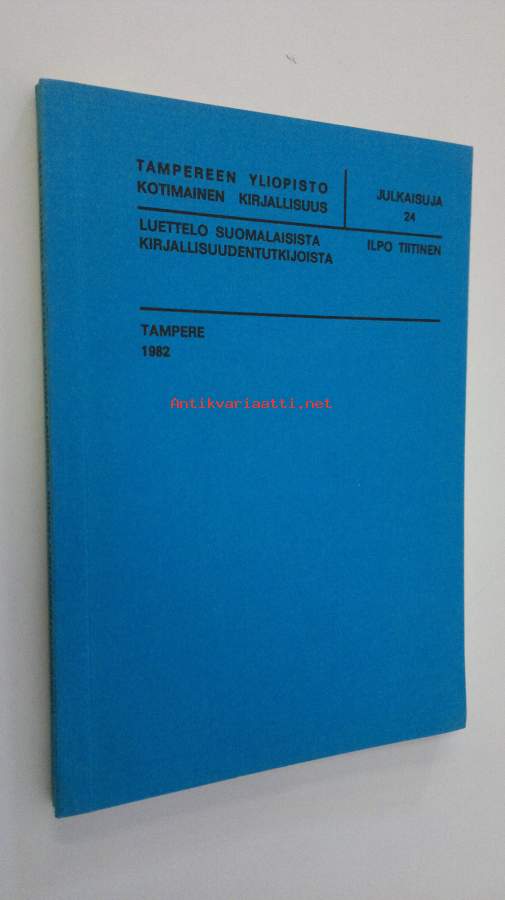 TAMPEREEN YLIOPISTO
KOTIMAINEN KIRJALLISUUS
JULKAISUJA
24
LUETTELO SUOMALAISISTA
KIRJALLISUUDENTUTKIJOISTA
ILPO TIITINEN
TAMPERE
1982
Antikvariaatti.net